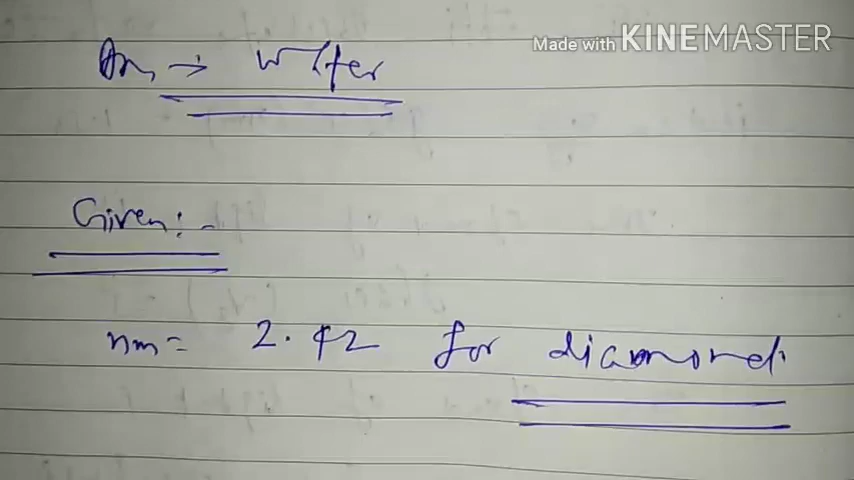 Made with KINEMASTER
Ans → Water
Given:-
nm = 2.42 for diamond.